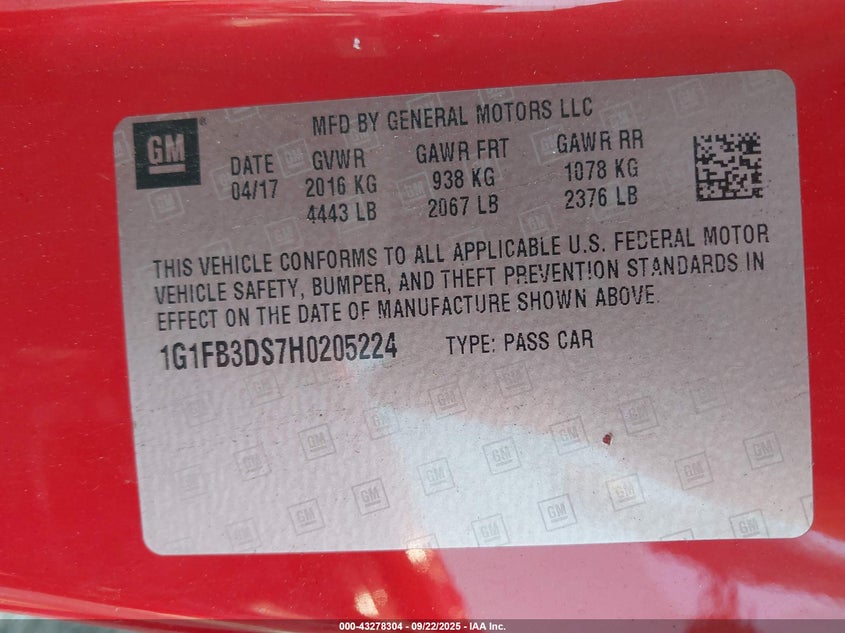 GM
MFD BY GENERAL MOTORS LLC
DATE GVWR GAWR FRT GAWR RR
04/17 2016 KG 938 KG 1078 KG
4443 LB 2067 LB 2376 LB
THIS VEHICLE CONFORMS TO ALL APPLICABLE U.S. FEDERAL MOTOR
VEHICLE SAFETY, BUMPER, AND THEFT PREVENTION STANDARDS IN
EFFECT ON THE DATE OF MANUFACTURE SHOWN ABOVE.
1G1FB3DS7H0205224 TYPE: PASS CAR
000-43278304 - 09/22/2025 - IAA Inc.